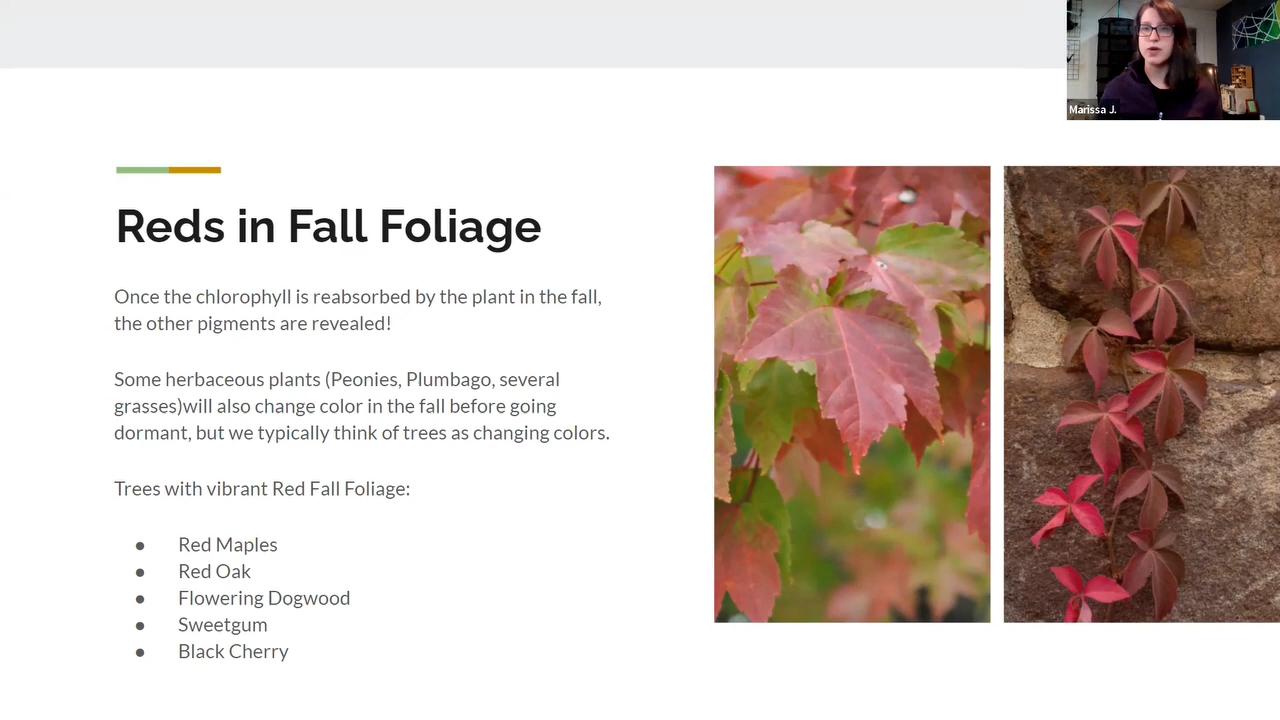 Marissa J.
Reds in Fall Foliage
Once the chlorophyll is reabsorbed by the plant in the fall,
the other pigments are revealed!
Some herbaceous plants (Peonies, Plumbago, several
grasses)will also change color in the fall before going
dormant, but we typically think of trees as changing colors.
Trees with vibrant Red Fall Foliage:
● Red Maples
● Red Oak
● Flowering Dogwood
● Sweetgum
● Black Cherry